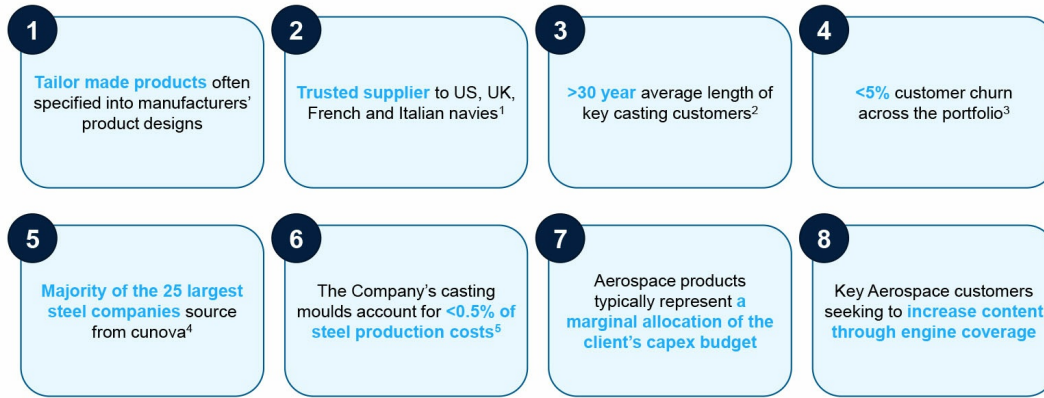 1
Tailor made products often
specified into manufacturers'
product designs
2
Trusted supplier to US, UK,
French and Italian navies¹
3
>30 year average length of
key casting customers²
4
<5% customer churn
across the portfolio³
5
Majority of the 25 largest
steel companies source
from cunova⁴
6
The Company's casting
moulds account for <0.5% of
steel production costs⁵
7
Aerospace products
typically represent a
marginal allocation of the
client's capex budget
8
Key Aerospace customers
seeking to increase content
through engine coverage